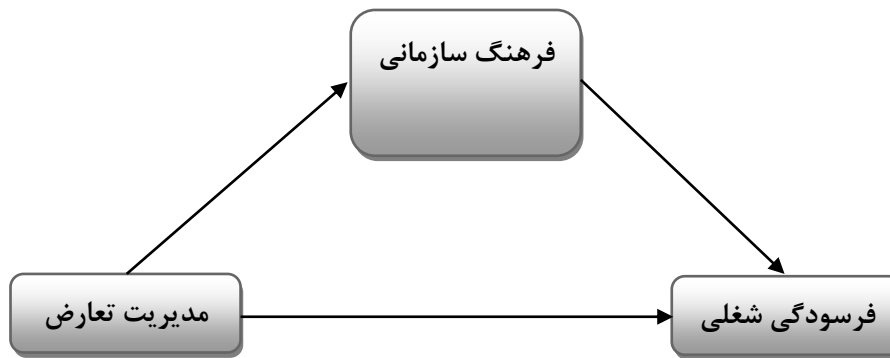 فرهنگ سازمانی
مدیریت تعارض
فرسودگی شغلی